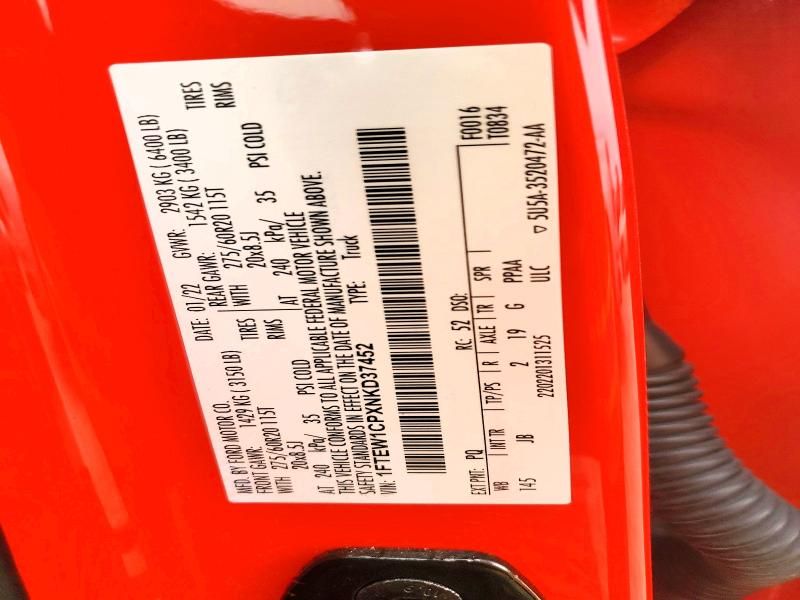 MFD. BY FORD MOTOR CO. DATE: 01/22 GVWR: 2903 KG ( 6400 LB)
FRONT GAWR: 1429 KG ( 3150 LB) REAR GAWR: 1542 KG ( 3400 LB)
WITH 275/60R20 115T TIRES WITH 275/60R20 115T TIRES
20x8.5J RIMS 20x8.5J RIMS
AT 240 kPa/ 35 PSI COLD AT 240 kPa/ 35 PSI COLD
THIS VEHICLE CONFORMS TO ALL APPLICABLE FEDERAL MOTOR VEHICLE
SAFETY STANDARDS IN EFFECT ON THE DATE OF MANUFACTURE SHOWN ABOVE.
VIN: 1FTEW1CPXNKD37452 TYPE: Truck
F0016
T0834
EXT PNT: PQ RC: 52 DSO:
WB INT TR TP/PS R AXLE TR SPR
145 JB 2 19 G PPAA
2202201311525 ULC
▽ 5U5A-3520472-AA